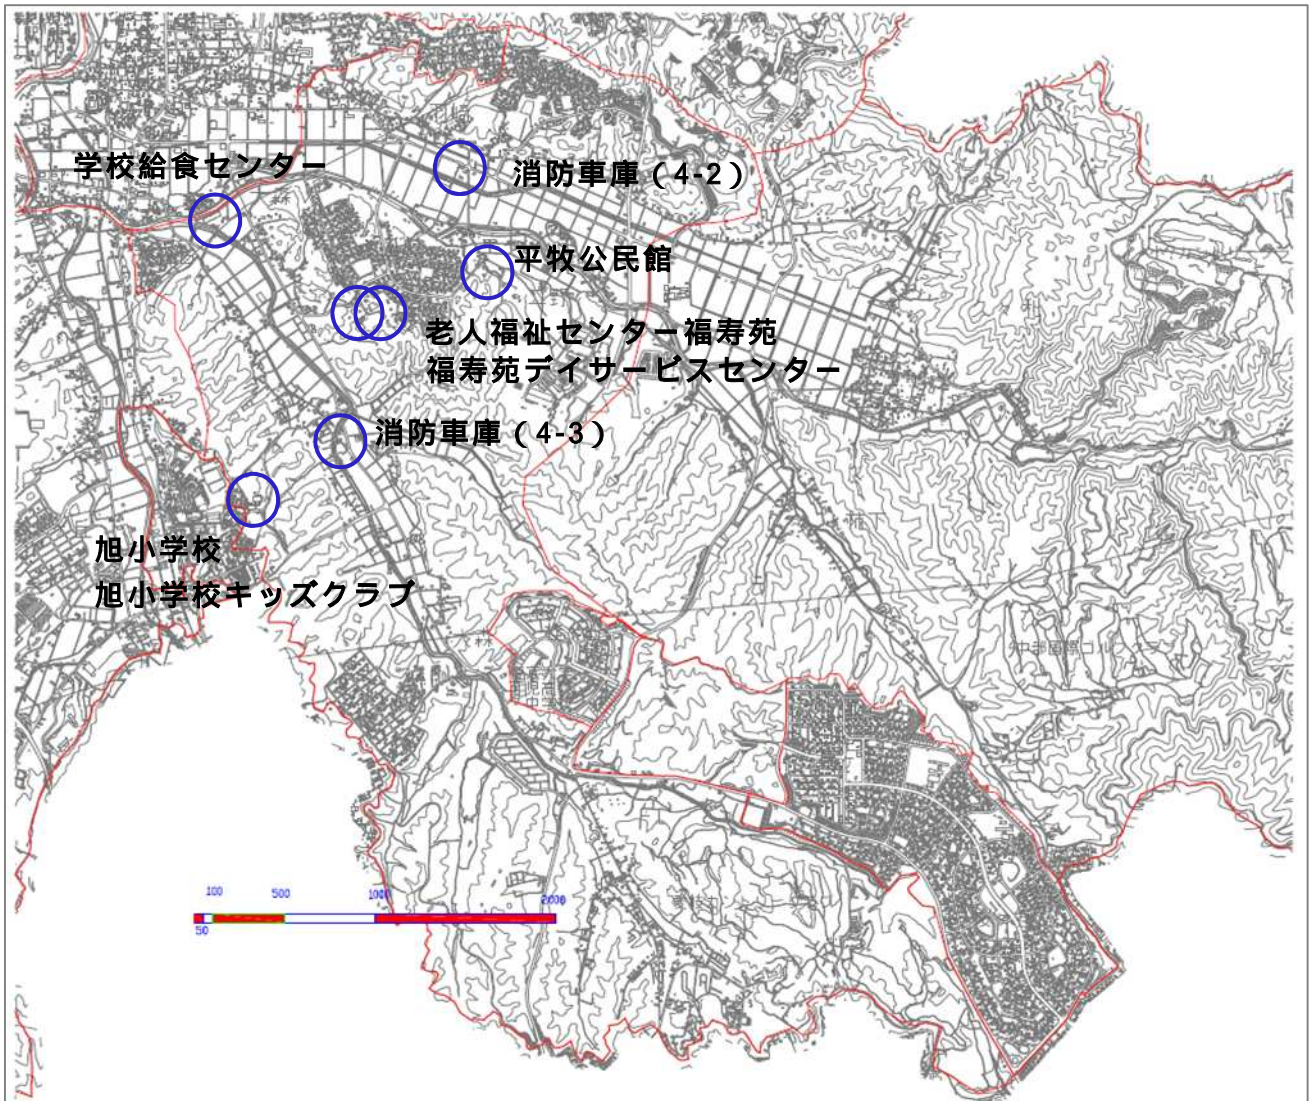 学校給食センター
消防車庫(4-2)
平牧公民館
老人福祉センター福寿苑
福寿苑デイサービスセンター
消防車庫(4-3)
旭小学校
旭小学校キッズクラブ
100
500
1000
2000
50